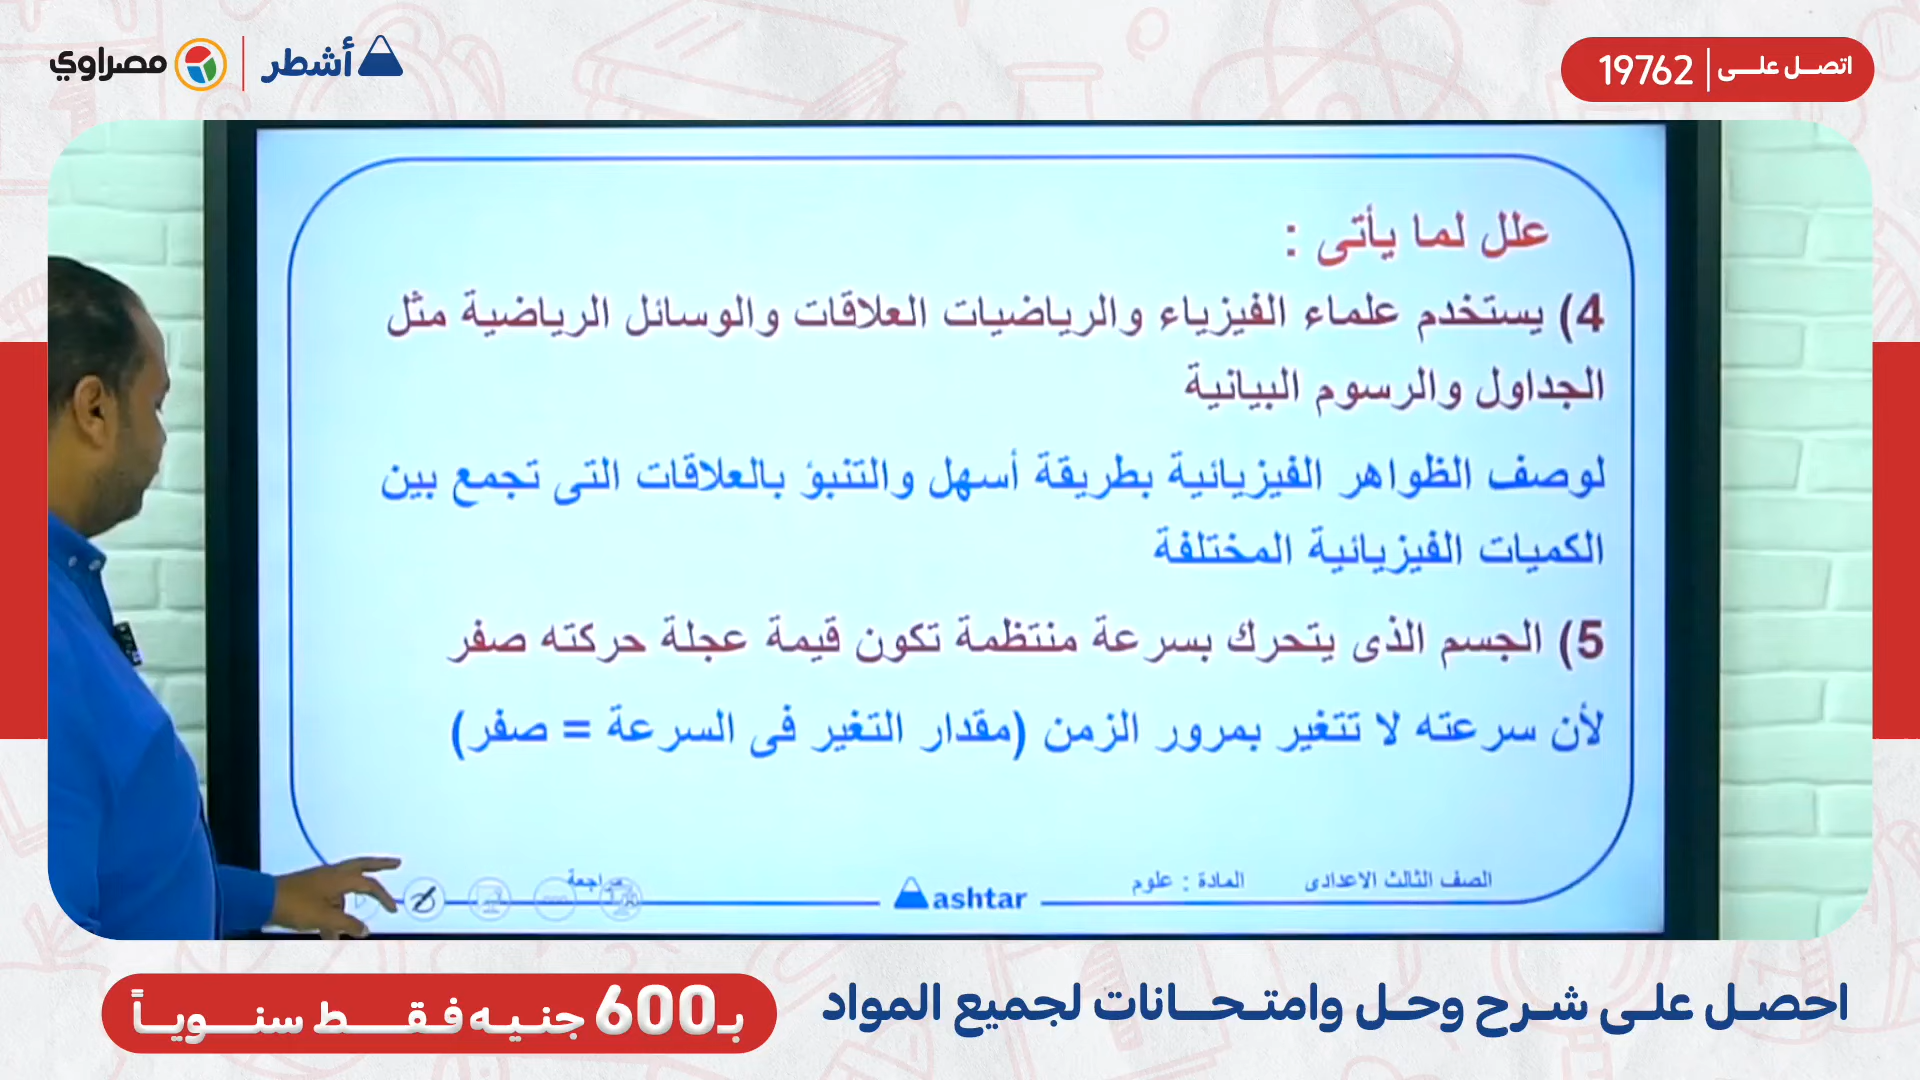 مصراوي
أشطر
اتصل على 19762
علل لما يأتى :
4) يستخدم علماء الفيزياء والرياضيات العلاقات والوسائل الرياضية مثل
الجداول والرسوم البيانية
لوصف الظواهر الفيزيائية بطريقة أسهل والتنبؤ بالعلاقات التى تجمع بين
الكميات الفيزيائية المختلفة
5) الجسم الذى يتحرك بسرعة منتظمة تكون قيمة عجلة حركته صفر
لأن سرعته لا تتغير بمرور الزمن (مقدار التغير فى السرعة = صفر)
الصف الثالث الاعدادى
المادة : علوم
ashtar
مراجعة
احصل على شرح وحل وامتحانات لجميع المواد
بـ600 جنيه فقط سنوياً